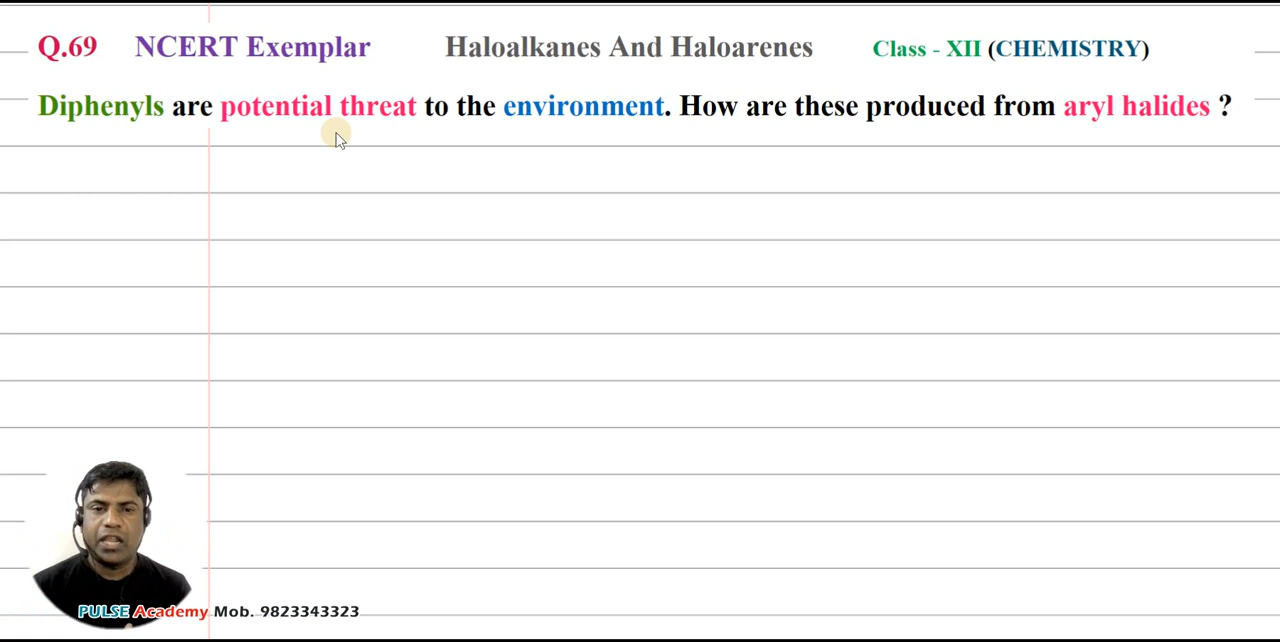 Q.69 NCERT Exemplar Haloalkanes And Haloarenes Class - XII (CHEMISTRY)
Diphenyls are potential threat to the environment. How are these produced from aryl halides ?
PULSE Academy Mob. 9823343323